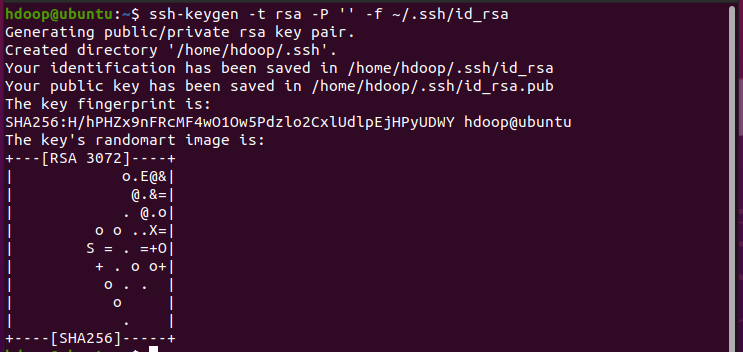 hdoop@ubuntu:~$ ssh-keygen -t rsa -P '' -f ~/.ssh/id_rsa
Generating public/private rsa key pair.
Created directory '/home/hdoop/.ssh'.
Your identification has been saved in /home/hdoop/.ssh/id_rsa
Your public key has been saved in /home/hdoop/.ssh/id_rsa.pub
The key fingerprint is:
SHA256:H/hPHZx9nFRcMF4wO1Ow5Pdzlo2CxlUdlpEjHPyUDWY hdoop@ubuntu
The key's randomart image is:
+---[RSA 3072]----+
|             o.E@&|
|              @.&=|
|             . @.o|
|          o o ..X=|
|         S = . =+O|
|          + . o o+|
|           o . .  |
|            o     |
|             .    |
+----[SHA256]-----+